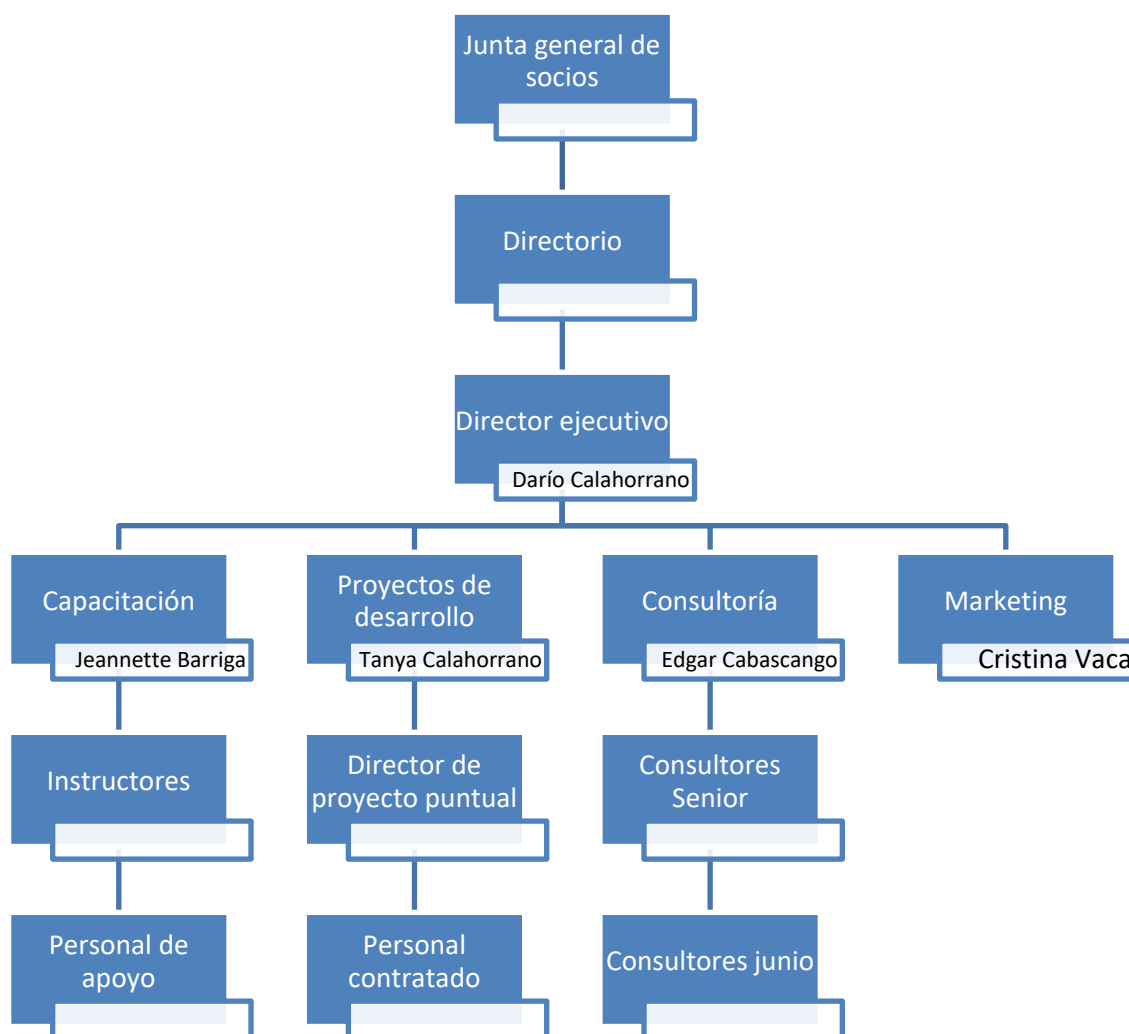 Junta general de
socios
Directorio
Director ejecutivo
Darío Calahorrano
Capacitación
Jeannette Barriga
Proyectos de
desarrollo
Tanya Calahorrano
Consultoría
Edgar Cabascango
Marketing
Cristina Vaca
Instructores
Director de
proyecto puntual
Consultores
Senior
Personal de
apoyo
Personal
contratado
Consultores junio